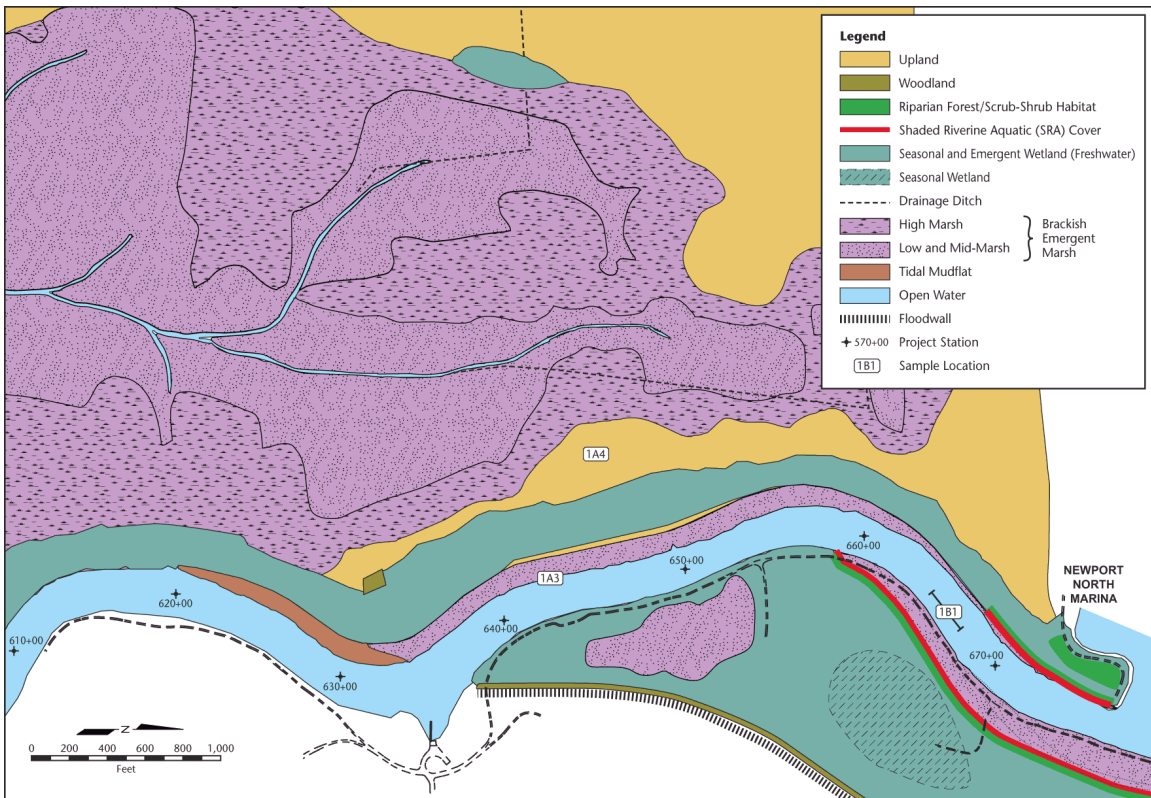 Legend
Upland
Woodland
Riparian Forest/Scrub-Shrub Habitat
Shaded Riverine Aquatic (SRA) Cover
Seasonal and Emergent Wetland (Freshwater)
Seasonal Wetland
Drainage Ditch
High Marsh
Low and Mid-Marsh
Brackish
Emergent
Marsh
Tidal Mudflat
Open Water
Floodwall
570+00 Project Station
1B1 Sample Location
1A4
660+00
650+00
1A3
NEWPORT
NORTH
MARINA
620+00
1B1
640+00
610+00
670+00
630+00
Z
0 200 400 600 800 1,000
Feet